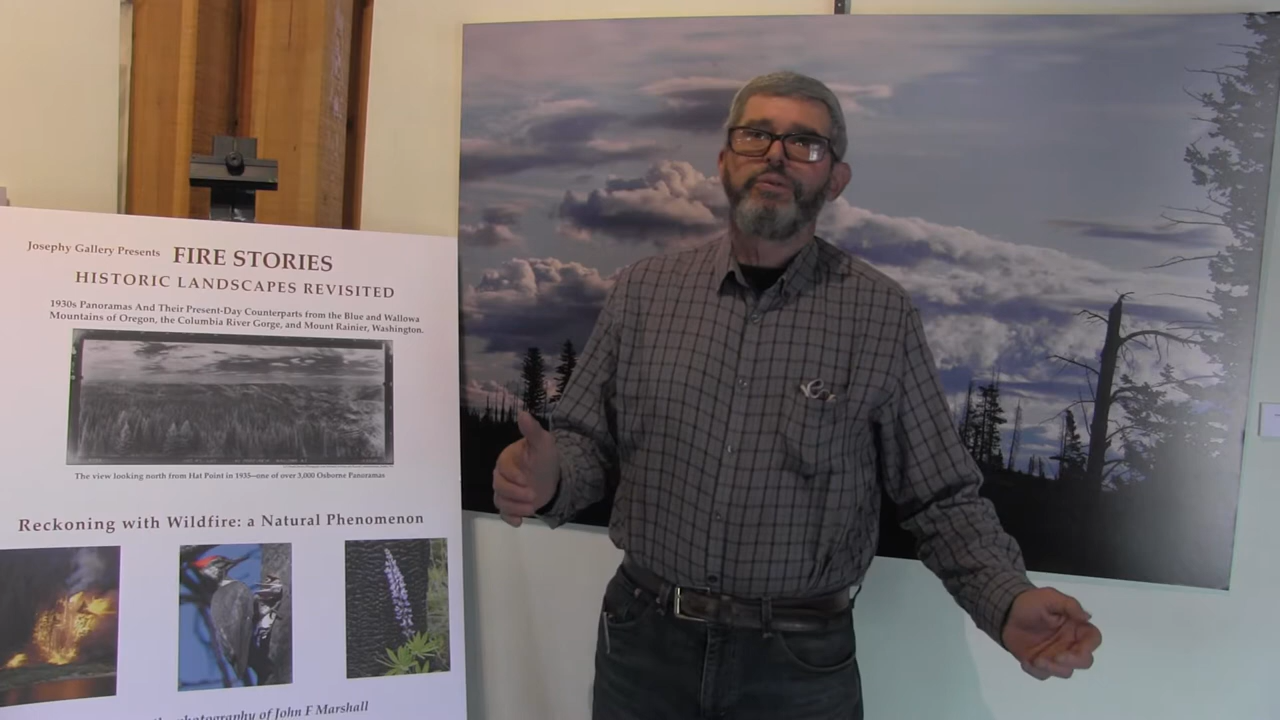 Josephy Gallery Presents FIRE STORIES
HISTORIC LANDSCAPES REVISITED
1930s Panoramas And Their Present-Day Counterparts from the Blue and Wallowa
Mountains of Oregon, the Columbia River Gorge, and Mount Rainier, Washington.
The view looking north from Hat Point in 1935—one of over 3,000 Osborne Panoramas
Reckoning with Wildfire: a Natural Phenomenon
photography of John F Marshall